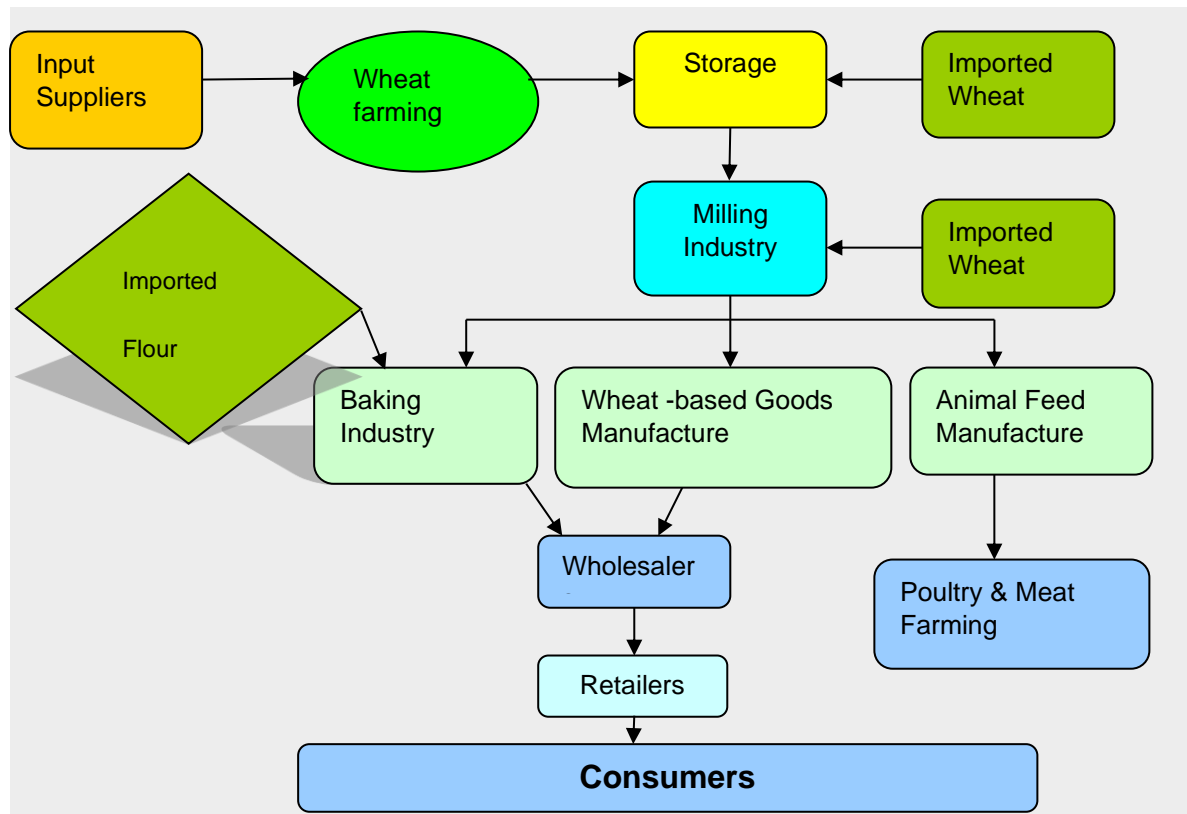 Input
Suppliers
Wheat
farming
Storage
Imported
Wheat
Milling
Industry
Imported
Wheat
Imported
Flour
Baking
Industry
Wheat -based Goods
Manufacture
Animal Feed
Manufacture
Wholesaler
Poultry & Meat
Farming
Retailers
Consumers